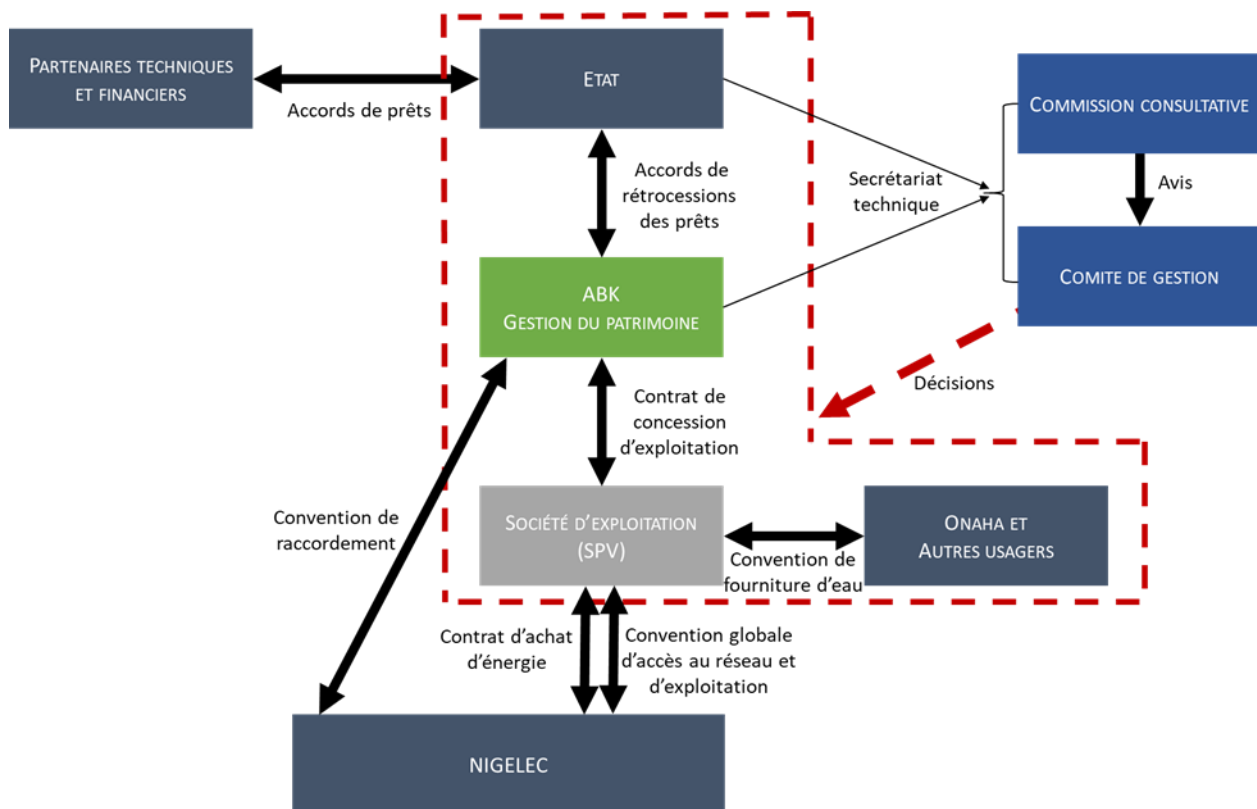 PARTENAIRES TECHNIQUES
ET FINANCIERS
Accords de prêts
ETAT
Accords de
rétrocessions
des prêts
Secrétariat
technique
COMMISSION CONSULTATIVE
Avis
COMITE DE GESTION
Décisions
ABK
GESTION DU PATRIMOINE
Contrat de
concession
d’exploitation
Convention de
raccordement
SOCIÉTÉ D’EXPLOITATION
(SPV)
Convention de
fourniture d’eau
ONAHA ET
AUTRES USAGERS
Contrat d’achat
d’énergie
Convention globale
d’accès au réseau et
d’exploitation
NIGELEC